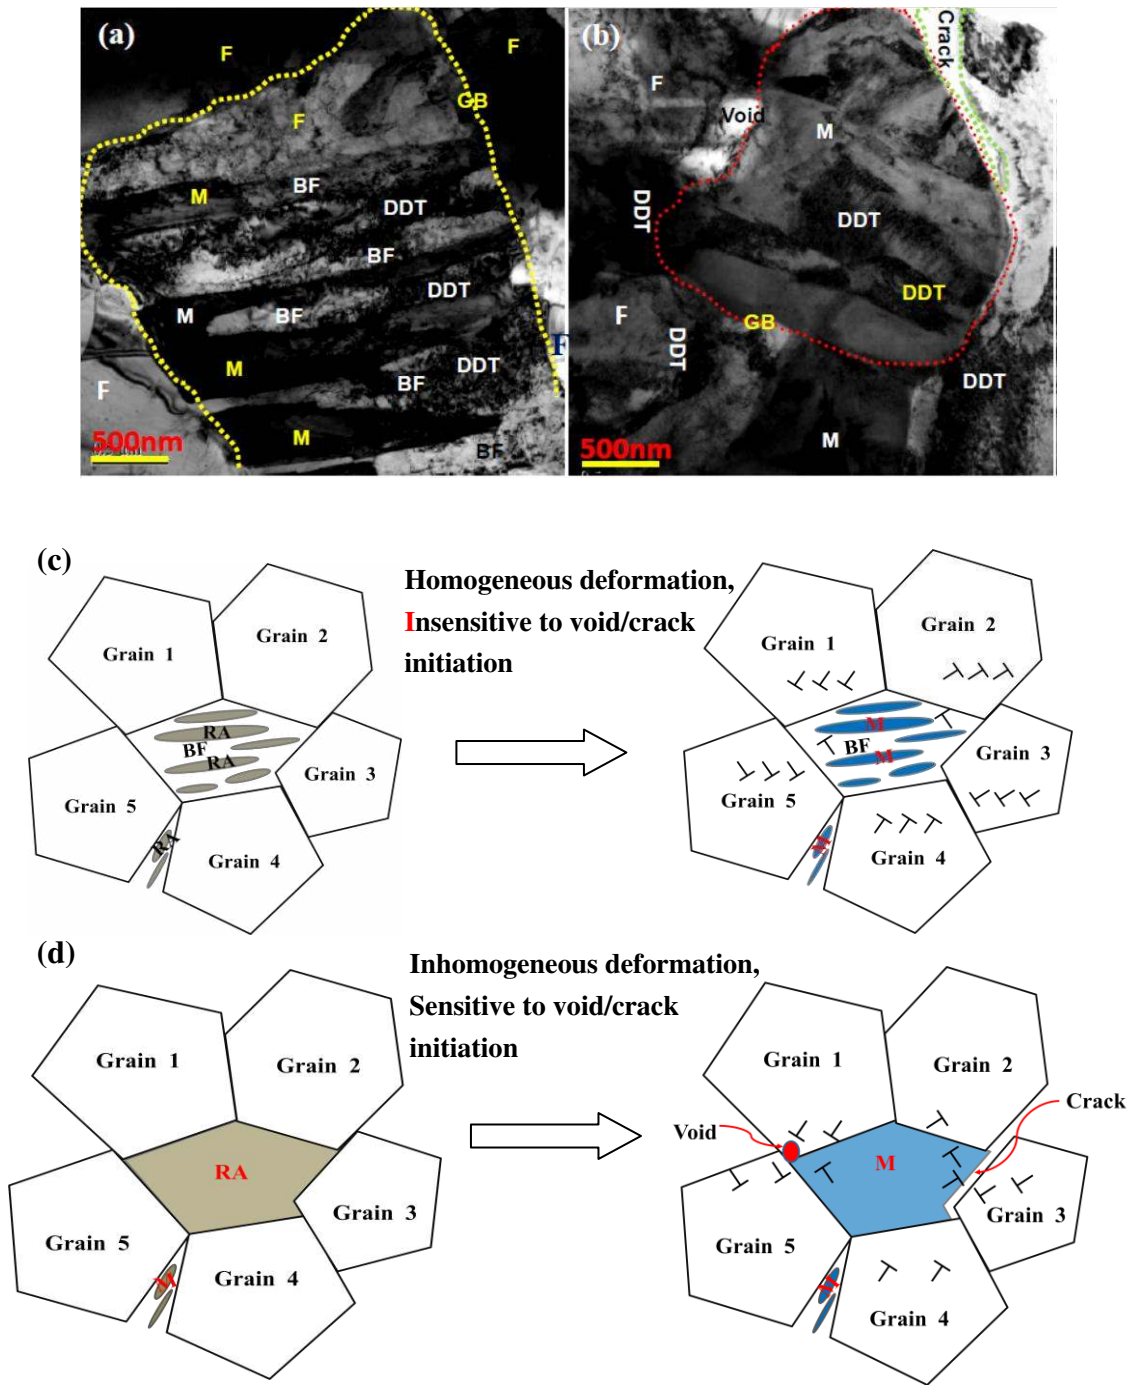 (a)
F
F
GB
F
BF
M
DDT
BF
DDT
M
BF
F
DDT
M
BF
F
M
BF
500nm
(b)
Crack
F
Void
M
DDT
DDT
DDT
F
GB
DDT
DDT
M
500nm
(c)
Homogeneous deformation,
Insensitive to void/crack
initiation
Grain 1
Grain 2
RA
BF
RA
Grain 3
Grain 5
RA
Grain 4
Grain 1
Grain 2
M
BF
M
Grain 3
Grain 5
M
Grain 4
(d)
Inhomogeneous deformation,
Sensitive to void/crack
initiation
Grain 1
Grain 2
RA
Grain 3
Grain 5
Grain 4
Grain 1
Grain 2
Crack
Void
M
Grain 3
Grain 5
M
Grain 4